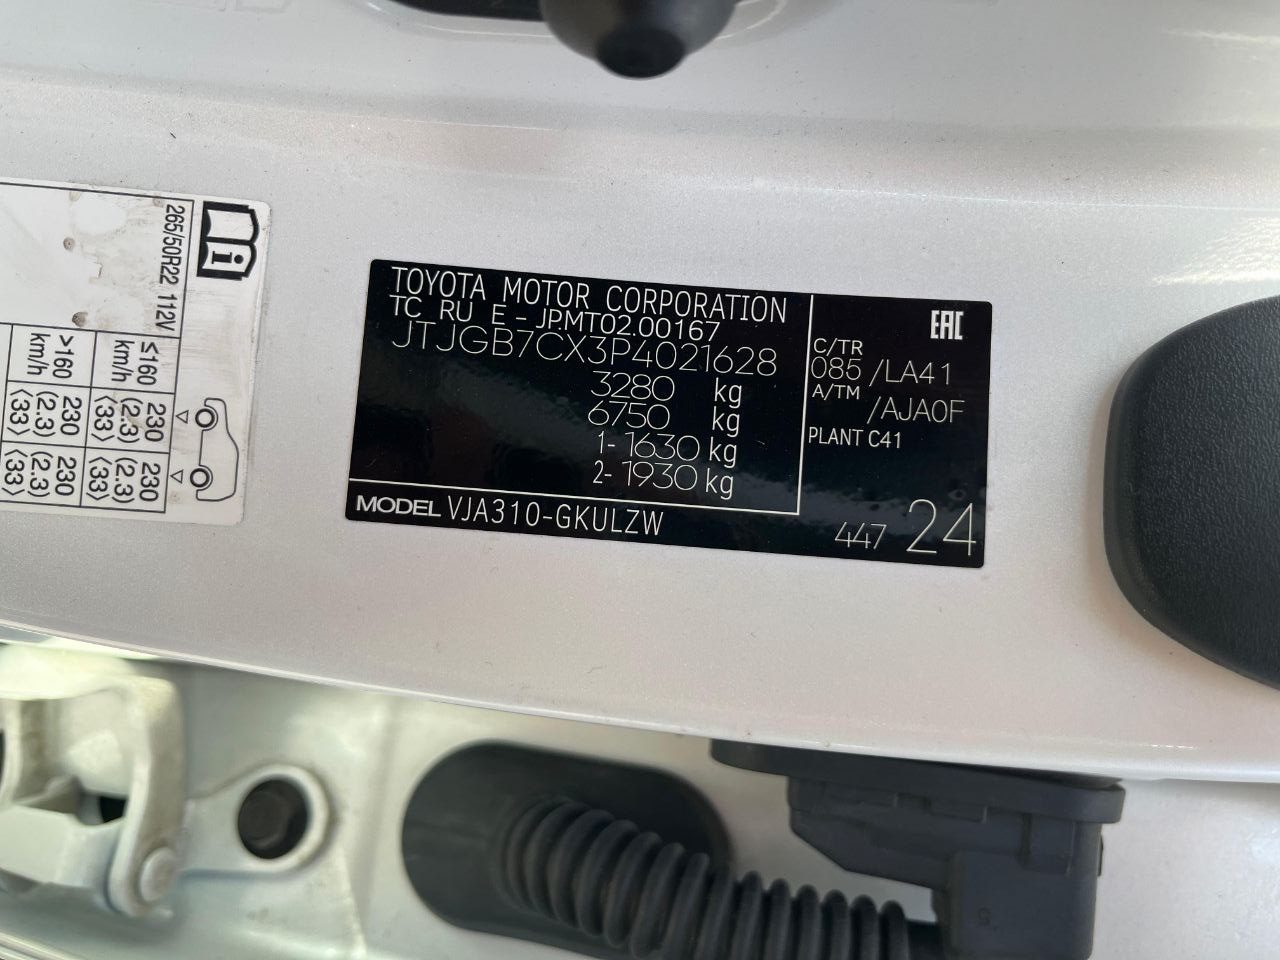 TOYOTA MOTOR CORPORATION
TC RU E-JP.MT02.00167
JTJGB7CX3P4021628
3280 kg
6750 kg
1- 1630 kg
2- 1930 kg
MODEL VJA310-GKULZW
EAC
C/TR
085 /LA41
A/TM
/AJA0F
PLANT C41
447 24
i
265/50R22 112V
≤160 km/h 230 (2.3) ⟨33⟩ 230 (2.3) ⟨33⟩
>160 km/h 230 (2.3) ⟨33⟩ 230 (2.3) ⟨33⟩